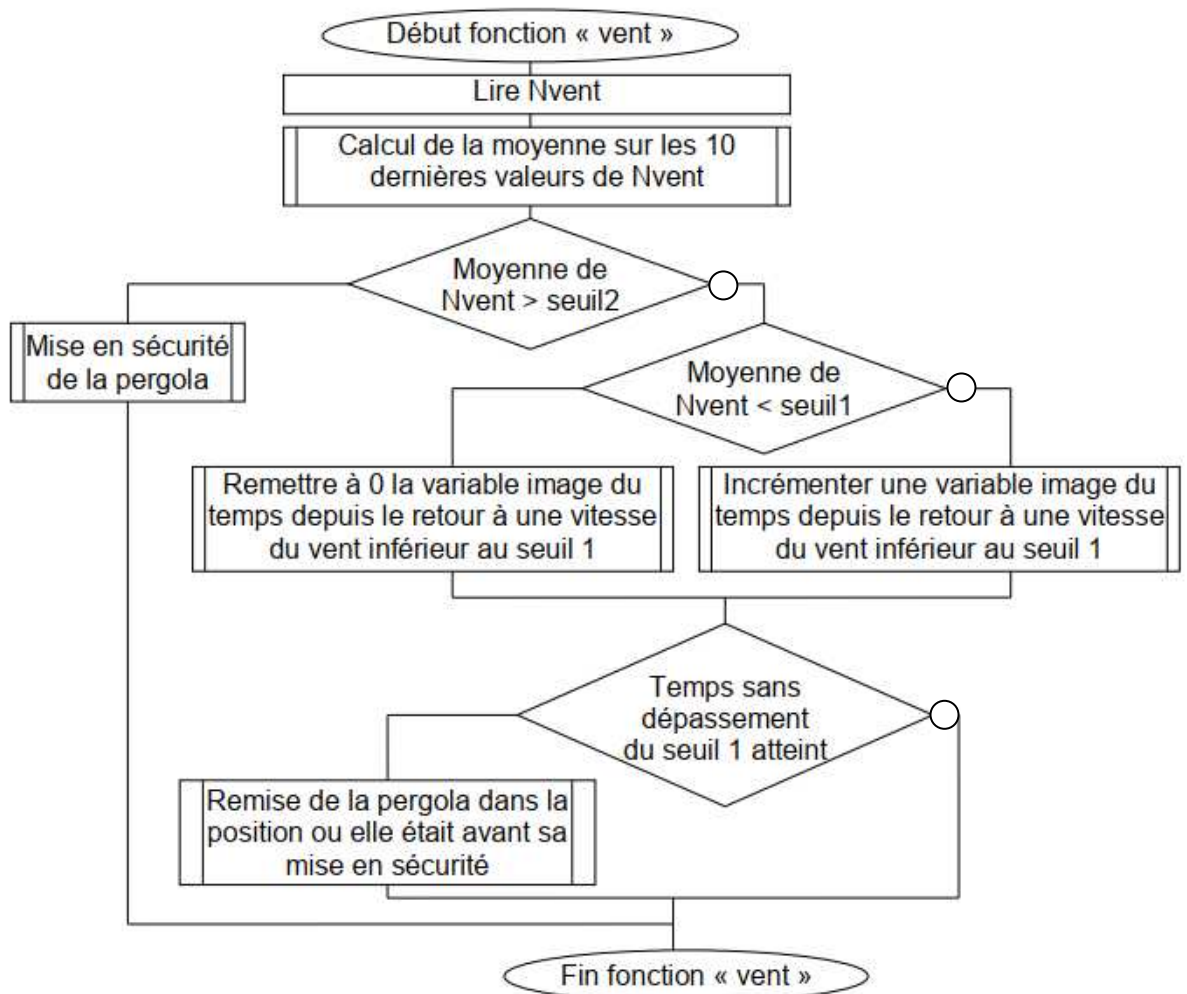 Début fonction « vent »
Lire Nvent
Calcul de la moyenne sur les 10
dernières valeurs de Nvent
Moyenne de
Nvent > seuil2
Mise en sécurité
de la pergola
Moyenne de
Nvent < seuil1
Remettre à 0 la variable image du
temps depuis le retour à une vitesse
du vent inférieur au seuil 1
Incrémenter une variable image du
temps depuis le retour à une vitesse
du vent inférieur au seuil 1
Temps sans
dépassement
du seuil 1 atteint
Remise de la pergola dans la
position ou elle était avant sa
mise en sécurité
Fin fonction « vent »